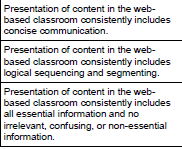 Presentation of content in the web-
based classroom consistently includes
concise communication.
Presentation of content in the web-
based classroom consistently includes
logical sequencing and segmenting.
Presentation of content in the web-
based classroom consistently includes
all essential information and no
irrelevant, confusing, or non-essential
information.